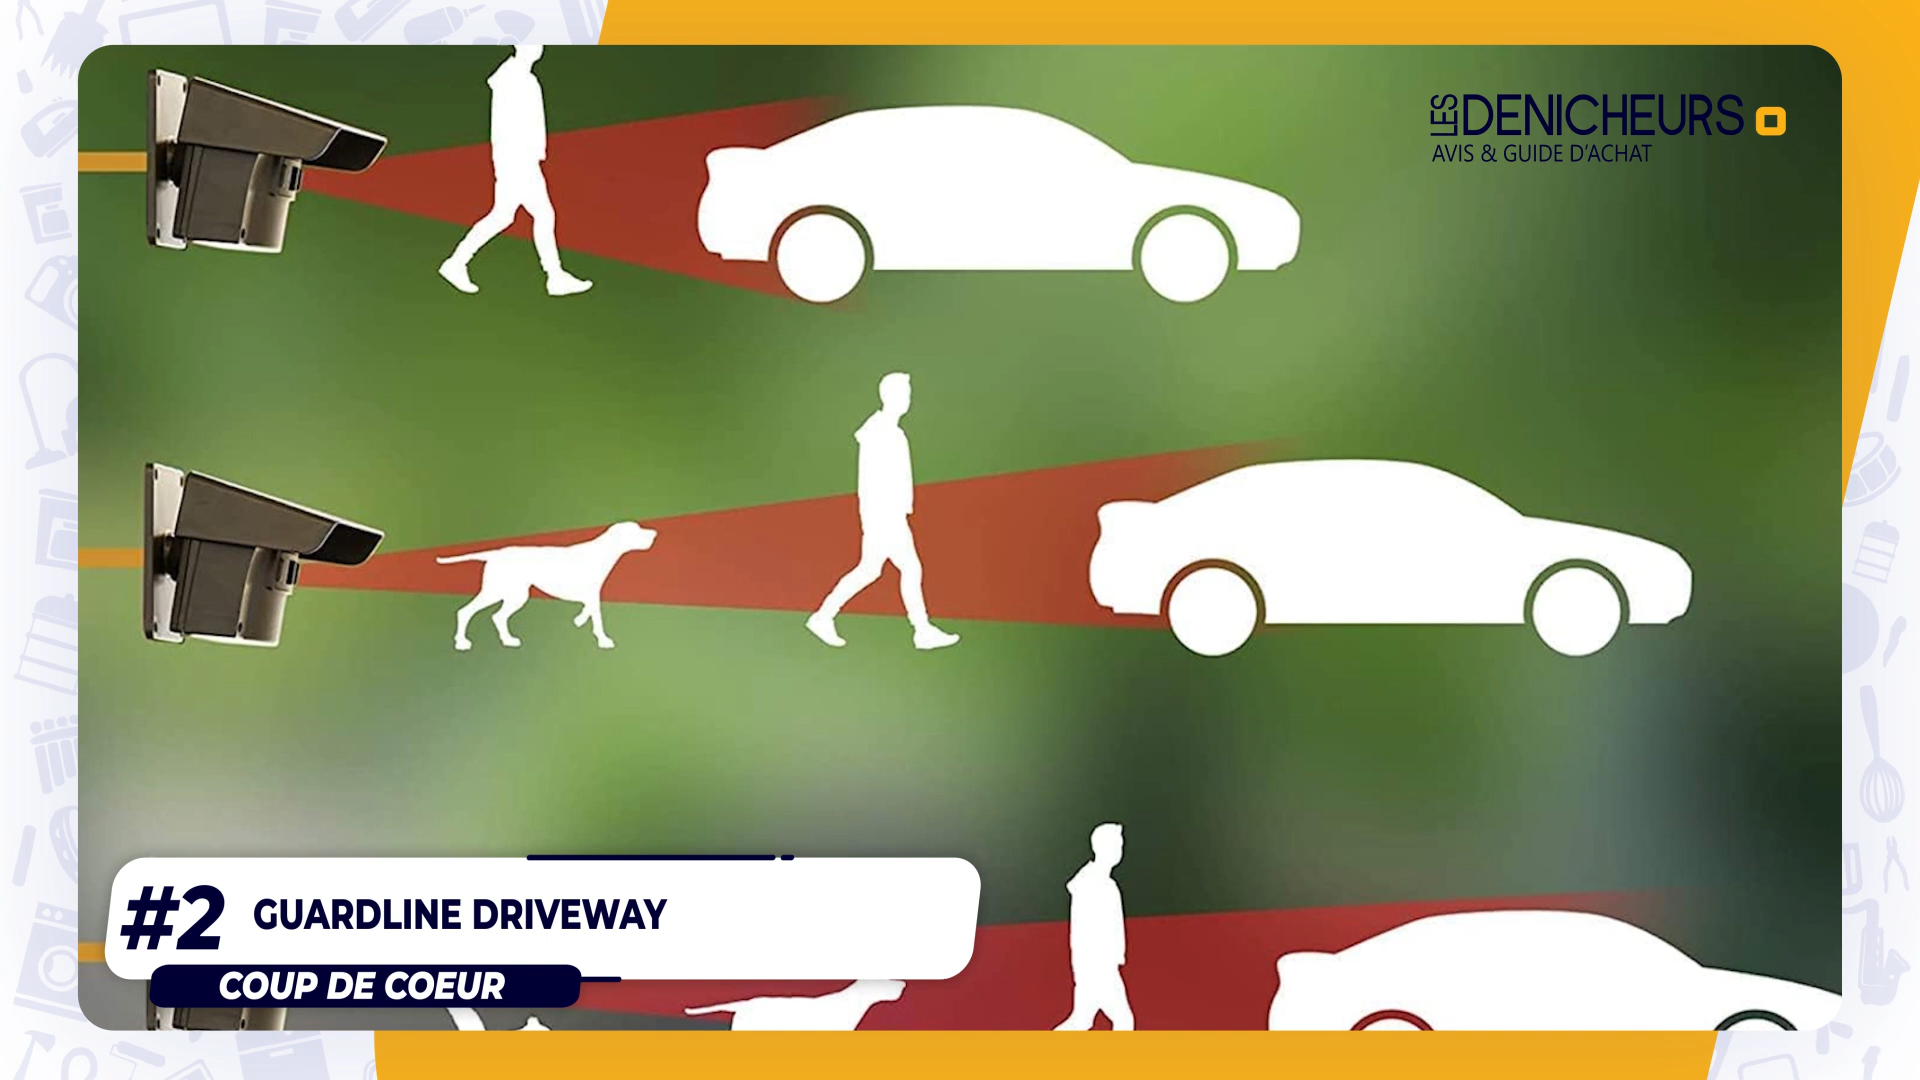 LES DENICHEURS
AVIS & GUIDE D'ACHAT
#2 GUARDLINE DRIVEWAY
COUP DE COEUR